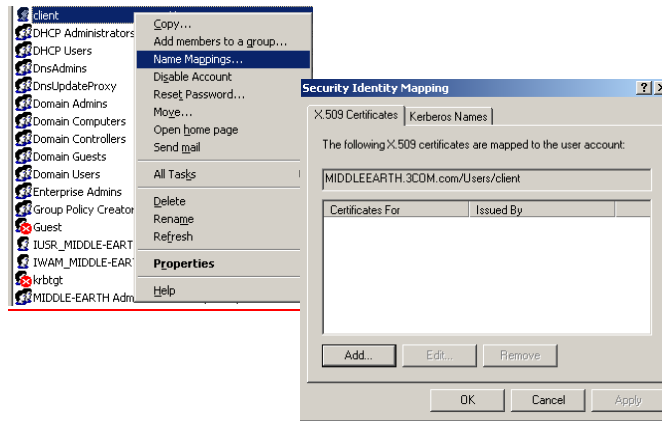 client
DHCP Administrators
DHCP Users
DnsAdmins
DnsUpdateProxy
Domain Admins
Domain Computers
Domain Controllers
Domain Guests
Domain Users
Enterprise Admins
Group Policy Creator
Guest
IUSR_MIDDLE-EART
IWAM_MIDDLE-EAR
krbtgt
MIDDLE-EARTH Adm
Copy...
Add members to a group...
Name Mappings...
Disable Account
Reset Password...
Move...
Open home page
Send mail
All Tasks
Delete
Rename
Refresh
Properties
Help
Security Identity Mapping
X.509 Certificates Kerberos Names
The following X.509 certificates are mapped to the user account:
MIDDLEEARTH.3COM.com/Users/client
Certificates For Issued By
Add... Edit... Remove
OK Cancel Apply